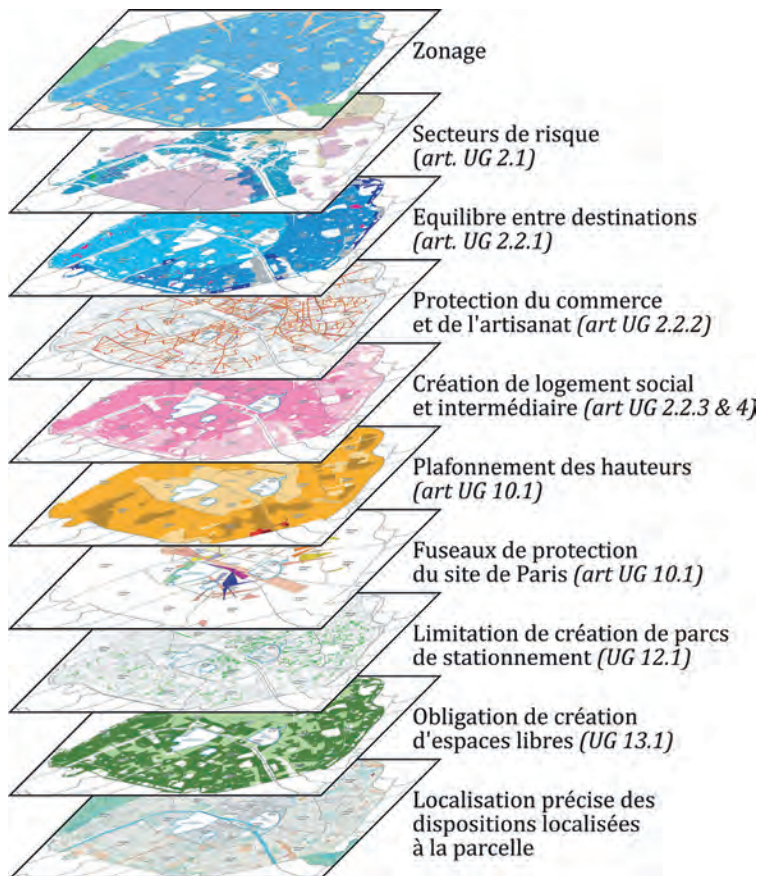 Zonage
Secteurs de risque
(art. UG 2.1)
Equilibre entre destinations
(art. UG 2.2.1)
Protection du commerce
et de l'artisanat (art UG 2.2.2)
Création de logement social
et intermédiaire (art UG 2.2.3 & 4)
Plafonnement des hauteurs
(art UG 10.1)
Fuseaux de protection
du site de Paris (art UG 10.1)
Limitation de création de parcs
de stationnement (UG 12.1)
Obligation de création
d'espaces libres (UG 13.1)
Localisation précise des
dispositions localisées
à la parcelle